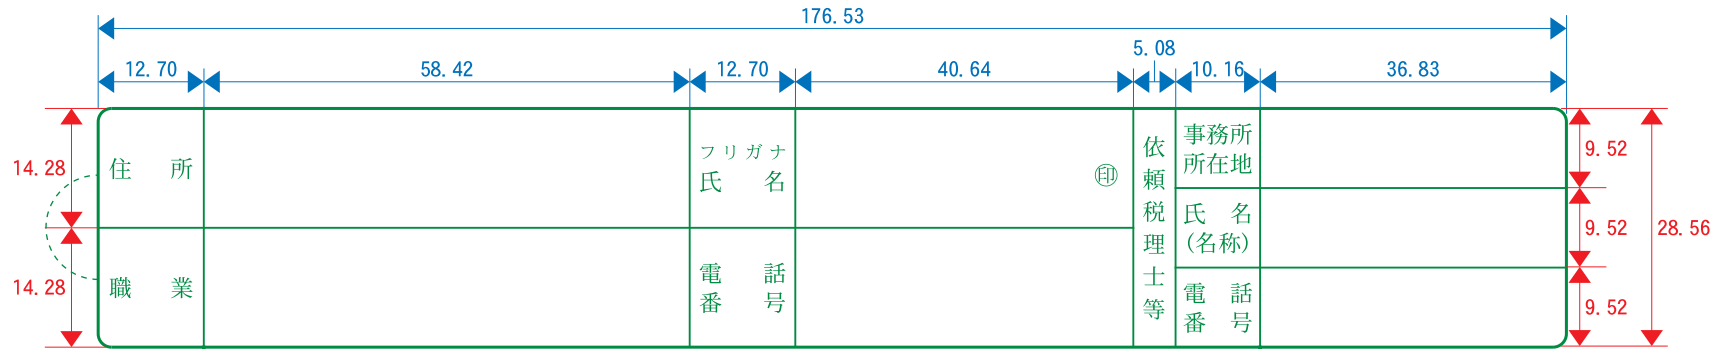 176.53
5.08
12.70 58.42 12.70 40.64 10.16 36.83
14.28
14.28
住 所
職 業
フリガナ
氏 名
㊞
電 話
番 号
依頼税理士等
事務所
所在地
氏 名
(名称)
電 話
番 号
9.52
9.52
9.52
28.56